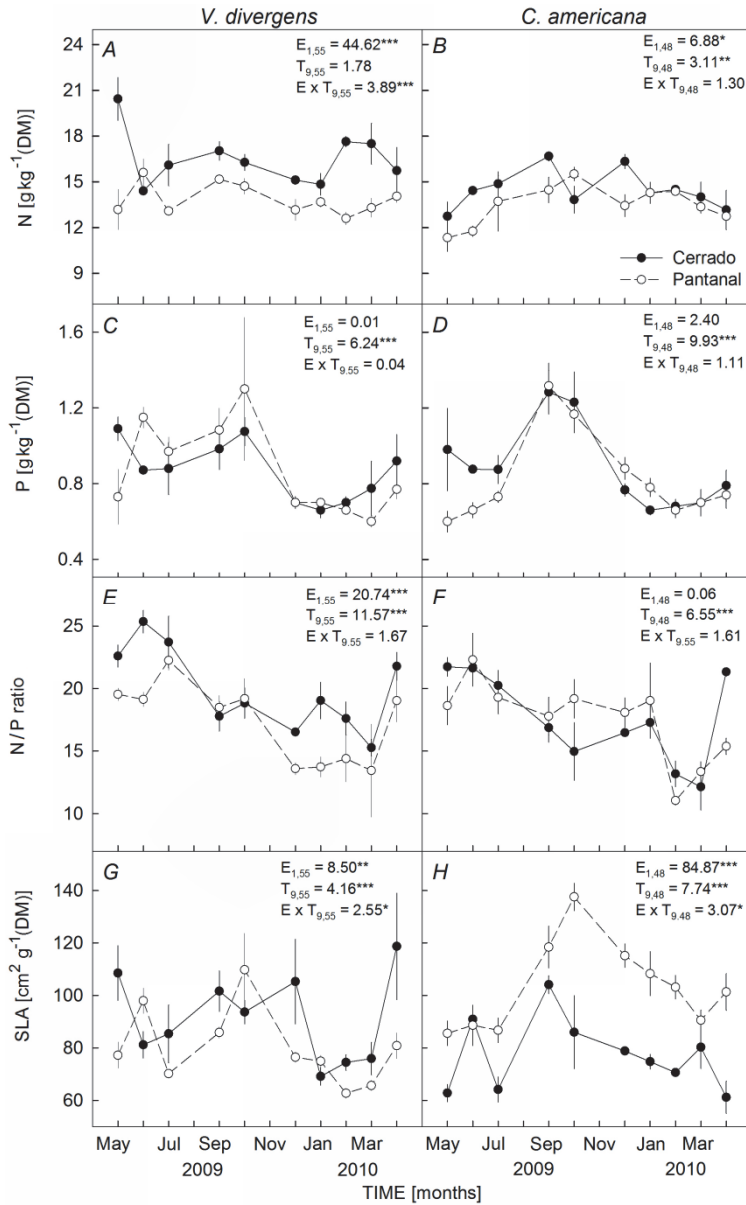 V. divergens
C. americana
A
E1,55 = 44.62***
T9,55 = 1.78
E x T9,55 = 3.89***
B
E1,48 = 6.88*
T9,48 = 3.11**
E x T9,48 = 1.30
24
21
18
15
12
9
N [gkg-1(DM)]
Cerrado
Pantanal
C
E1,55 = 0.01
T9,55 = 6.24***
E x T9.55 = 0.04
D
E1,48 = 2.40
T9,48 = 9.93***
E x T9,48 = 1.11
1.6
1.2
0.8
0.4
P [gkg-1(DM)]
E
E1,55 = 20.74***
T9,55 = 11.57***
E x T9.55 = 1.67
F
E1,48 = 0.06
T9,48 = 6.55***
E x T9.55 = 1.61
25
20
15
10
N/P ratio
G
E1,55 = 8.50**
T9,55 = 4.16***
E x T9,55 = 2.55*
H
E1,48 = 84.87***
T9,48 = 7.74***
E x T9.48 = 3.07*
140
120
100
80
60
SLA [cm2 g-1(DM)]
May Jul Sep Nov Jan Mar May Jul Sep Nov Jan Mar
2009 2010 2009 2010
TIME [months]